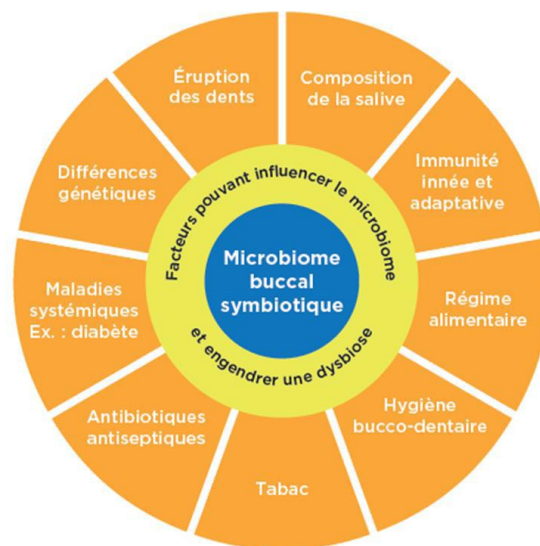 Éruption
des dents
Composition
de la salive
Immunité
innée et
adaptative
Régime
alimentaire
Hygiène
bucco-dentaire
Tabac
Antibiotiques
antiseptiques
Maladies
systémiques
Ex. : diabète
Différences
génétiques
Facteurs pouvant influencer le microbiome
et engendrer une dysbiose
Microbiome
buccal
symbiotique